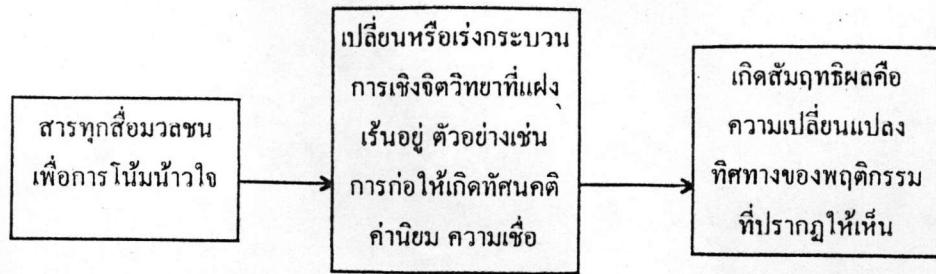 สารทุกสื่อมวลชน
เพื่อการโน้มน้าวใจ
เปลี่ยนหรือเร่งกระบวน
การเชิงจิตวิทยาที่แฝง
เร้นอยู่ ตัวอย่างเช่น
การก่อให้เกิดทัศนคติ
ค่านิยม ความเชื่อ
เกิดสัมฤทธิผลคือ
ความเปลี่ยนแปลง
ทิศทางของพฤติกรรม
ที่ปรากฏให้เห็น